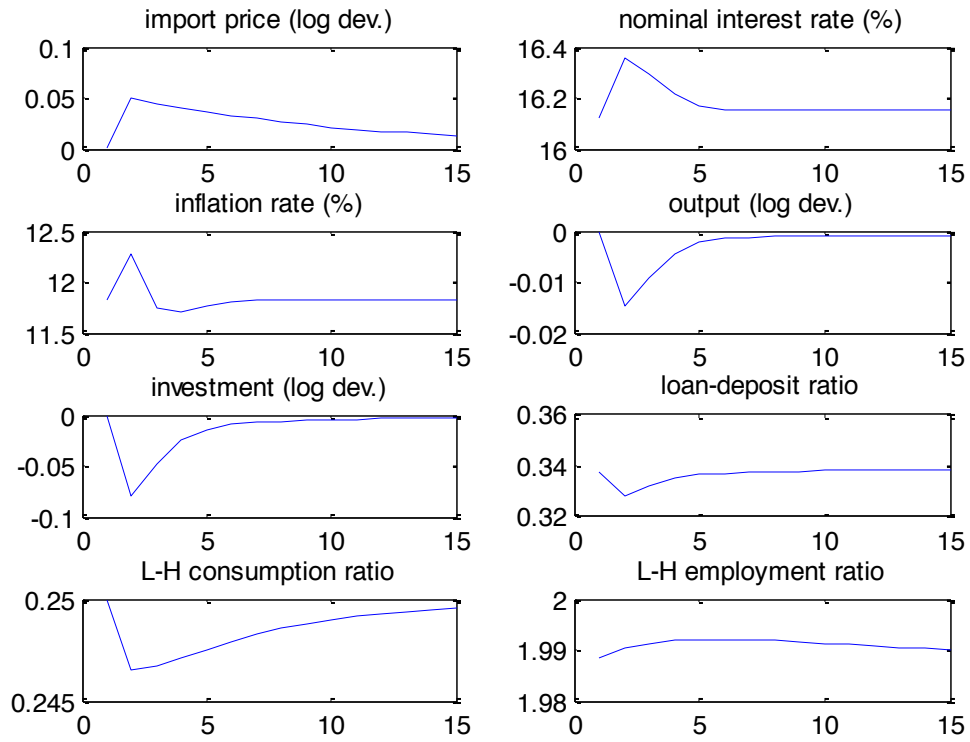 import price (log dev.)
0.1
0.05
0
0 5 10 15
nominal interest rate (%)
16.4
16.2
16
0 5 10 15
inflation rate (%)
12.5
12
11.5
0 5 10 15
output (log dev.)
0
-0.01
-0.02
0 5 10 15
investment (log dev.)
0
-0.05
-0.1
0 5 10 15
loan-deposit ratio
0.36
0.34
0.32
0 5 10 15
L-H consumption ratio
0.25
0.245
0 5 10 15
L-H employment ratio
2
1.99
1.98
0 5 10 15